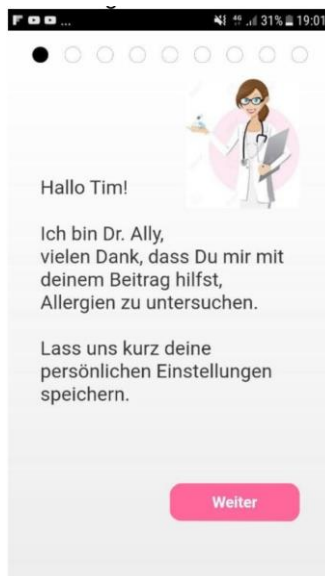 31% 19:01
Hallo Tim!
Ich bin Dr. Ally,
vielen Dank, dass Du mir mit
deinem Beitrag hilfst,
Allergien zu untersuchen.
Lass uns kurz deine
persönlichen Einstellungen
speichern.
Weiter